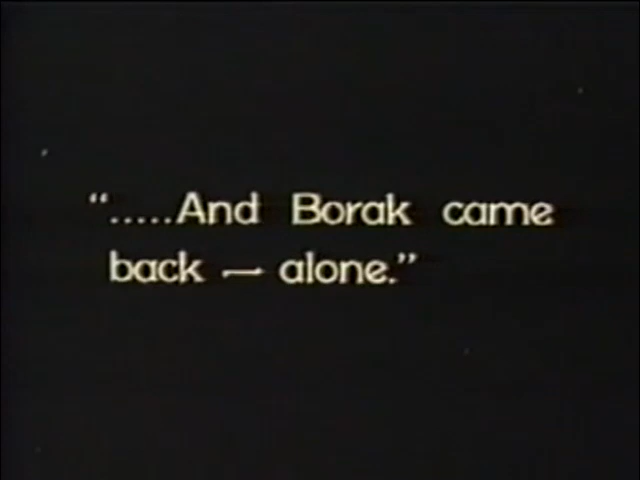 “.....And Borak came
back — alone.”